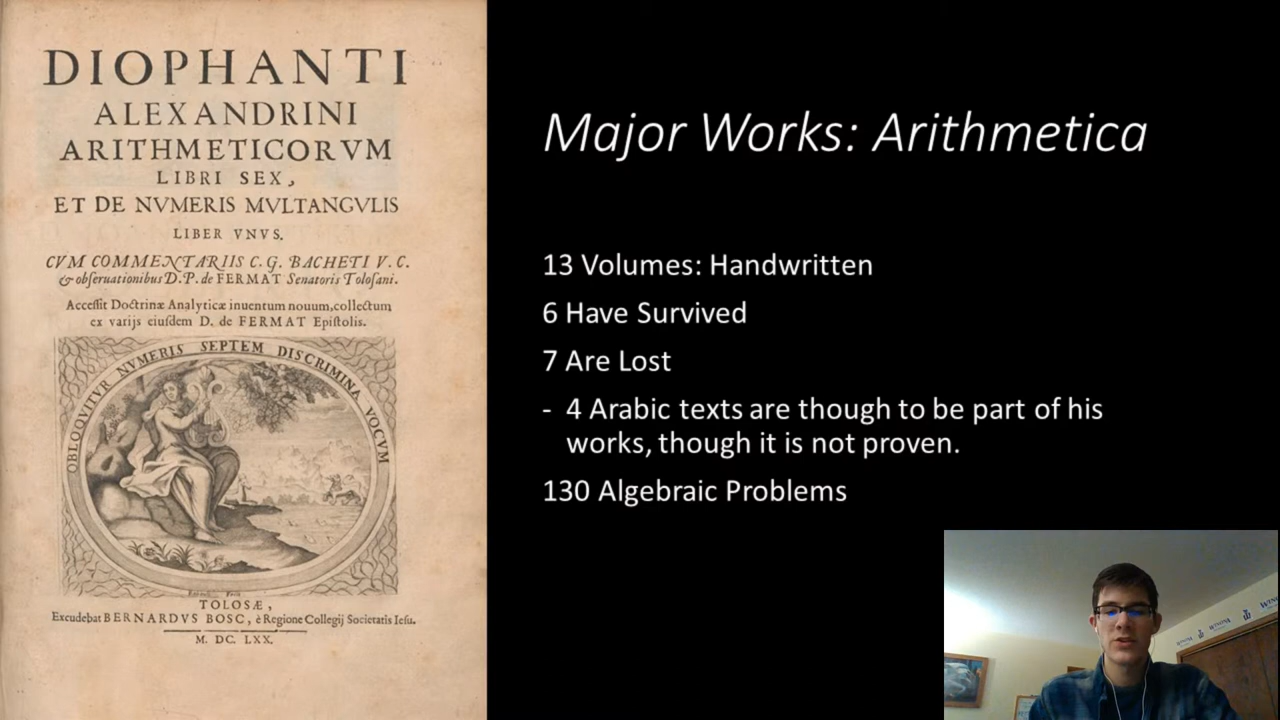 DIOPHANTI
ALEXANDRINI
ARITHMETICORVM
LIBRI SEX,
ET DE NVMERIS MVLTANGVLIS
LIBER VNVS.
CVM COMMENTARIIS C. G. BACHETI V. C.
& obſeruationibus D. P. de FERMAT Senatoris Toloſani.
Acceſſit Doctrinæ Analyticæ inuentum nouum, collectum
ex varijs eiuſdem D. de FERMAT Epiſtolis.
OBLOQVITVR NVMERIS SEPTEM DISCRIMINA VOCVM
TOLOSÆ,
Excudebat BERNARDVS BOSC, è Regione Collegij Societatis Ieſu.
M. DC. LXX.
Major Works: Arithmetica
13 Volumes: Handwritten
6 Have Survived
7 Are Lost
- 4 Arabic texts are though to be part of his
works, though it is not proven.
130 Algebraic Problems
WINONA